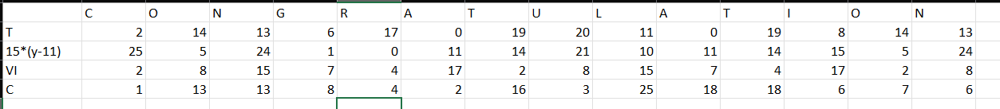 C O N G R A T U L A T I O N
T 2 14 13 6 17 0 19 20 11 0 19 8 14 13
15*(y-11) 25 5 24 1 0 11 14 21 10 11 14 15 5 24
VI 2 8 15 7 4 17 2 8 15 7 4 17 2 8
C 1 13 13 8 4 2 16 3 25 18 18 6 7 6